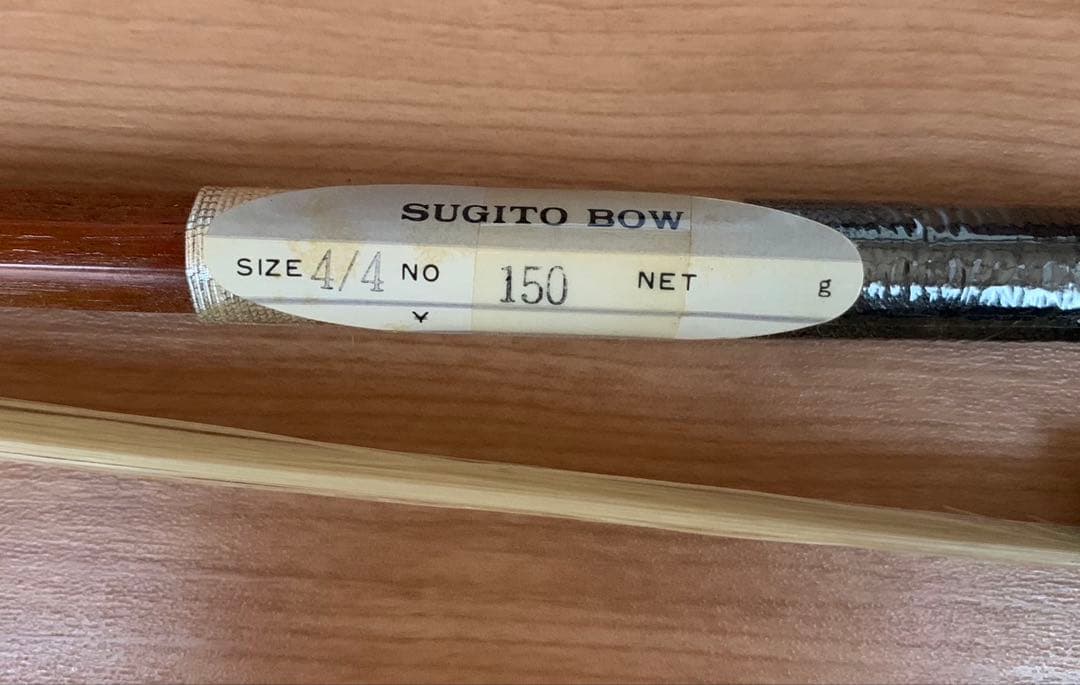 SUGITO BOW
SIZE 4/4 NO 150 NET g
¥